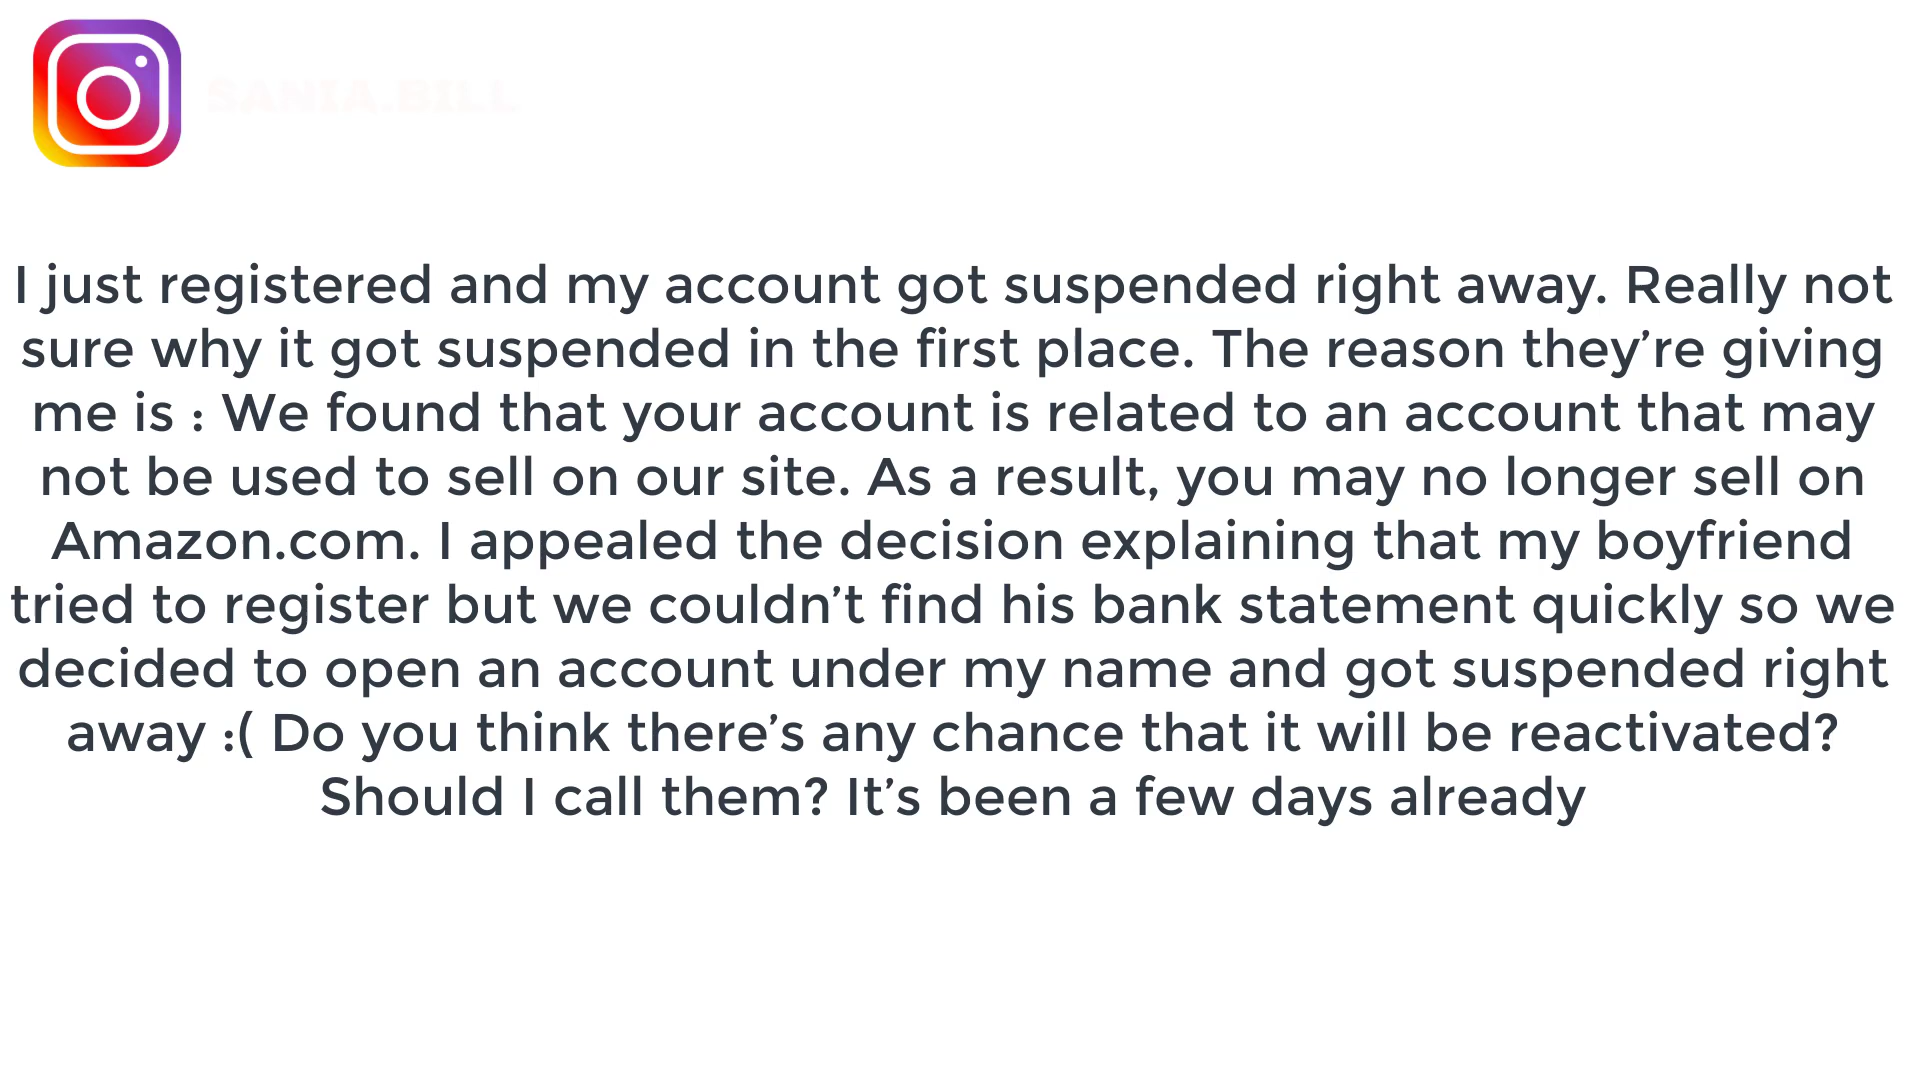 SANIA.BILL
I just registered and my account got suspended right away. Really not
sure why it got suspended in the first place. The reason they’re giving
me is : We found that your account is related to an account that may
not be used to sell on our site. As a result, you may no longer sell on
Amazon.com. I appealed the decision explaining that my boyfriend
tried to register but we couldn’t find his bank statement quickly so we
decided to open an account under my name and got suspended right
away :( Do you think there’s any chance that it will be reactivated?
Should I call them? It’s been a few days already